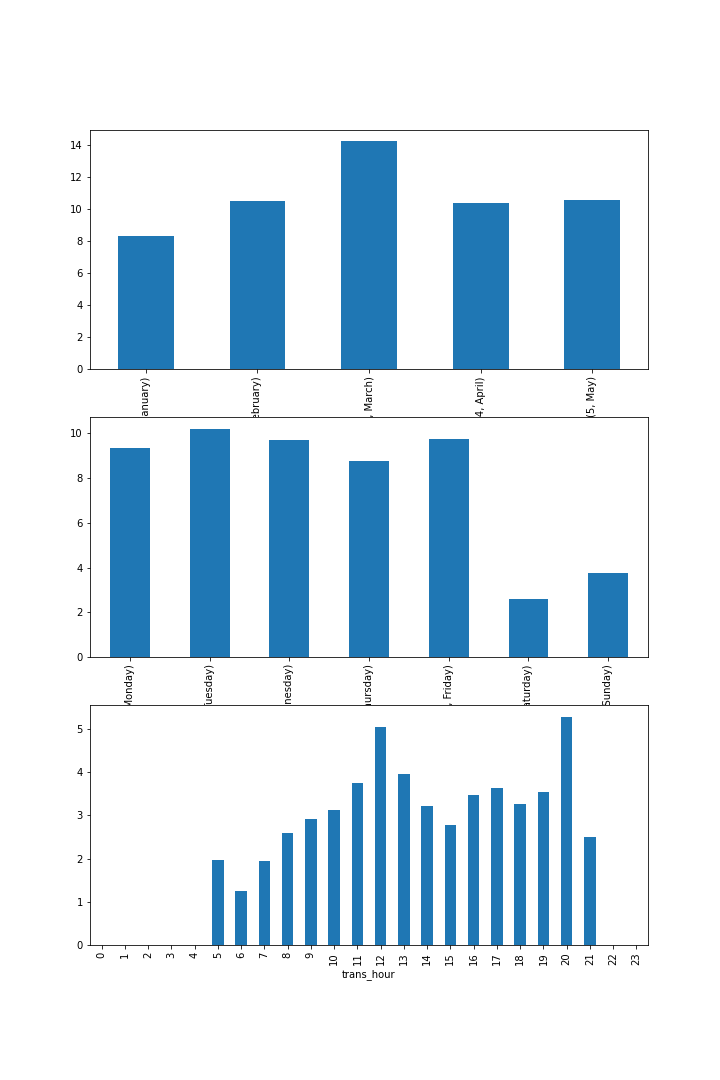 14
12
10
8
6
4
2
0
anuary)
ebruary)
, March)
4, April)
(5, May)
10
8
6
4
2
0
Monday)
uesday)
nesday)
ursday)
, Friday)
aturday)
Sunday)
5
4
3
2
1
0
0 1 2 3 4 5 6 7 8 9 10 11 12 13 14 15 16 17 18 19 20 21 22 23
trans_hour